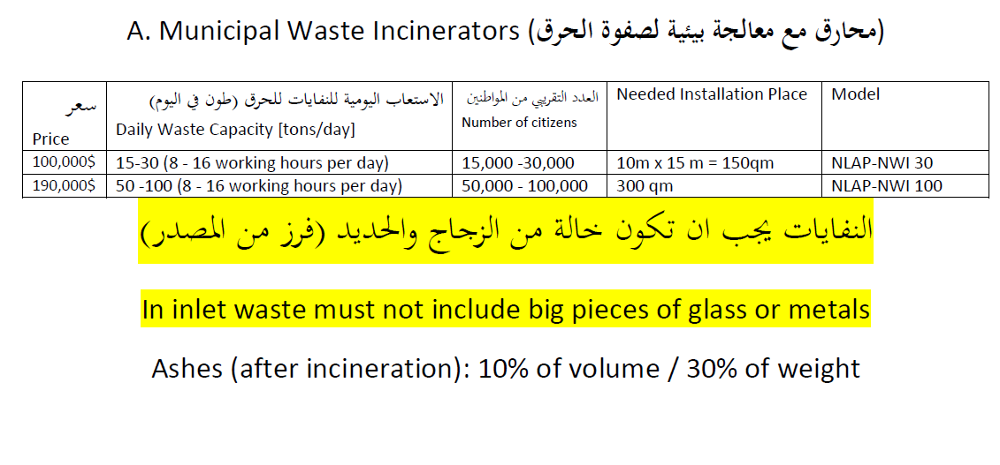 A. Municipal Waste Incinerators (محارق مع معالجة بيئية لصفوة الحرق)
سعر
Price
الاستعاب اليومية للنفايات للحرق (طون في اليوم)
Daily Waste Capacity [tons/day]
العدد التقريبي من المواطنين
Number of citizens
Needed Installation Place
Model
100,000$ 15-30 (8 - 16 working hours per day) 15,000 -30,000 10m x 15 m = 150qm NLAP-NWI 30
190,000$ 50 -100 (8 - 16 working hours per day) 50,000 - 100,000 300 qm NLAP-NWI 100
النفايات يجب ان تكون خالة من الزجاج والحديد (فرز من المصدر)
In inlet waste must not include big pieces of glass or metals
Ashes (after incineration): 10% of volume / 30% of weight